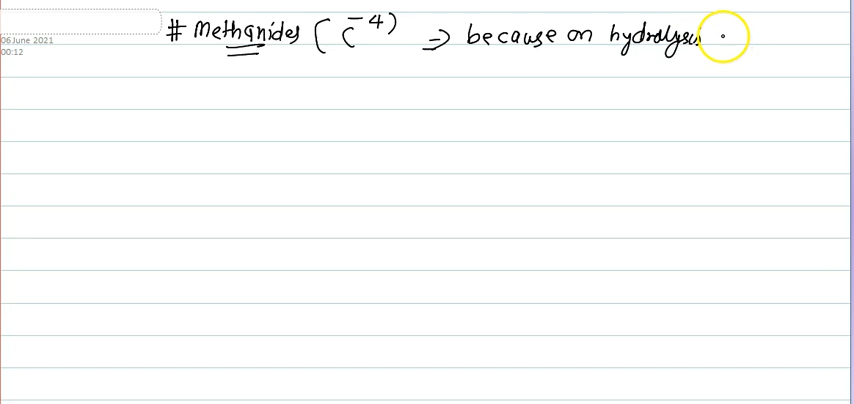 # Methanides (C⁻⁴) ⇒ because on hydrolysis
06 June 2021
00:12